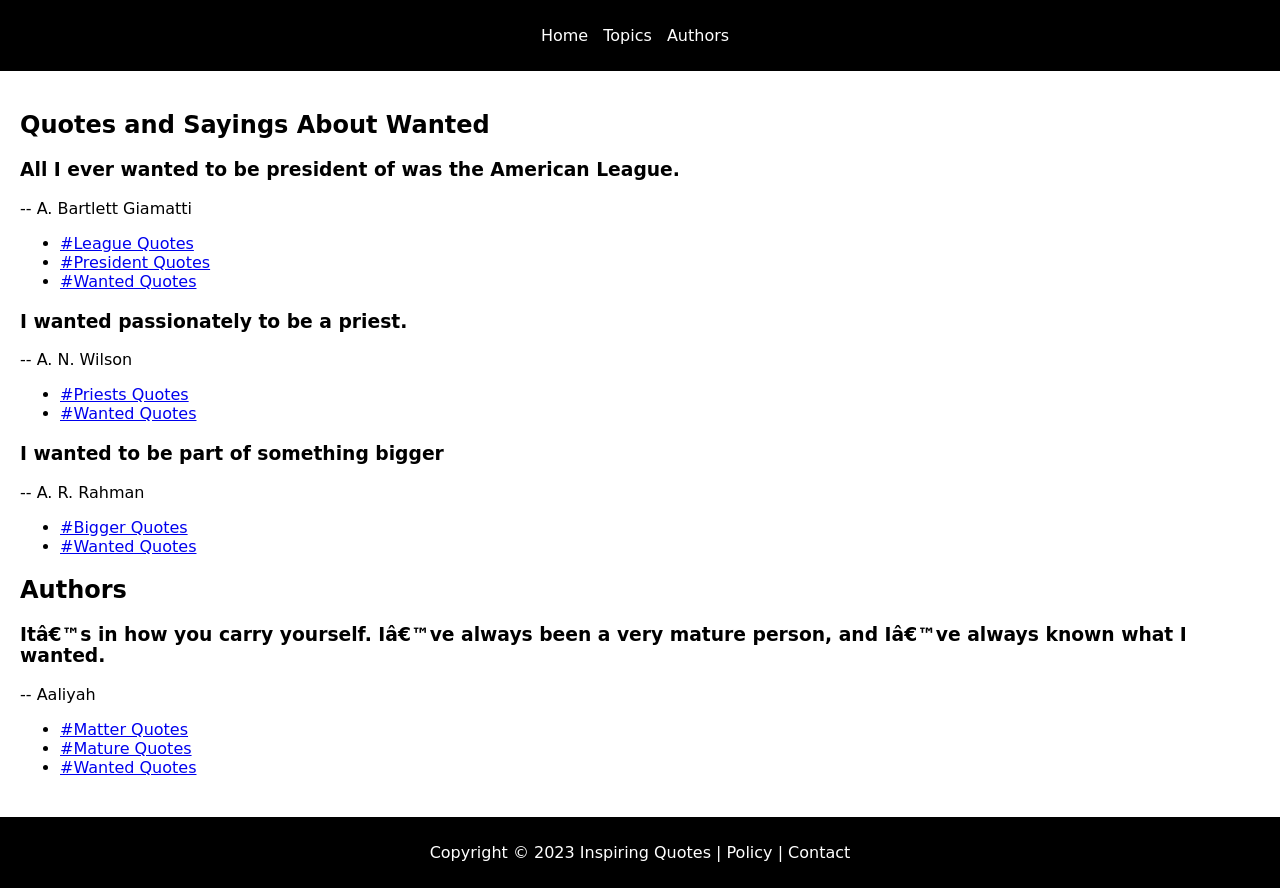 Home Topics Authors
Quotes and Sayings About Wanted
All I ever wanted to be president of was the American League.
-- A. Bartlett Giamatti
#League Quotes
#President Quotes
#Wanted Quotes
I wanted passionately to be a priest.
-- A. N. Wilson
#Priests Quotes
#Wanted Quotes
I wanted to be part of something bigger
-- A. R. Rahman
#Bigger Quotes
#Wanted Quotes
Authors
Itâ€™s in how you carry yourself. Iâ€™ve always been a very mature person, and Iâ€™ve always known what I
wanted.
-- Aaliyah
#Matter Quotes
#Mature Quotes
#Wanted Quotes
Copyright © 2023 Inspiring Quotes | Policy | Contact